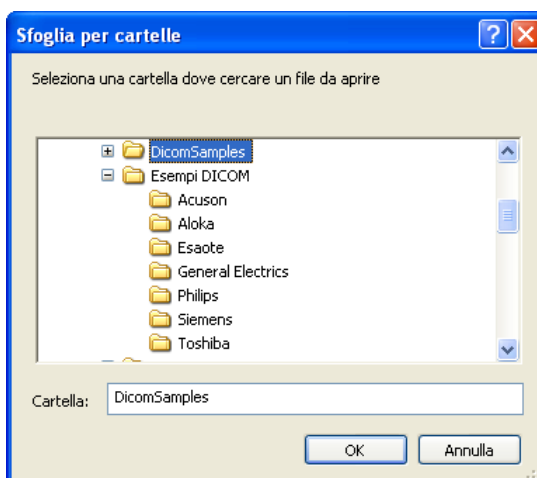 Sfoglia per cartelle
Seleziona una cartella dove cercare un file da aprire
DicomSamples
Esempi DICOM
Acuson
Aloka
Esaote
General Electrics
Philips
Siemens
Toshiba
Cartella: DicomSamples
OK Annulla